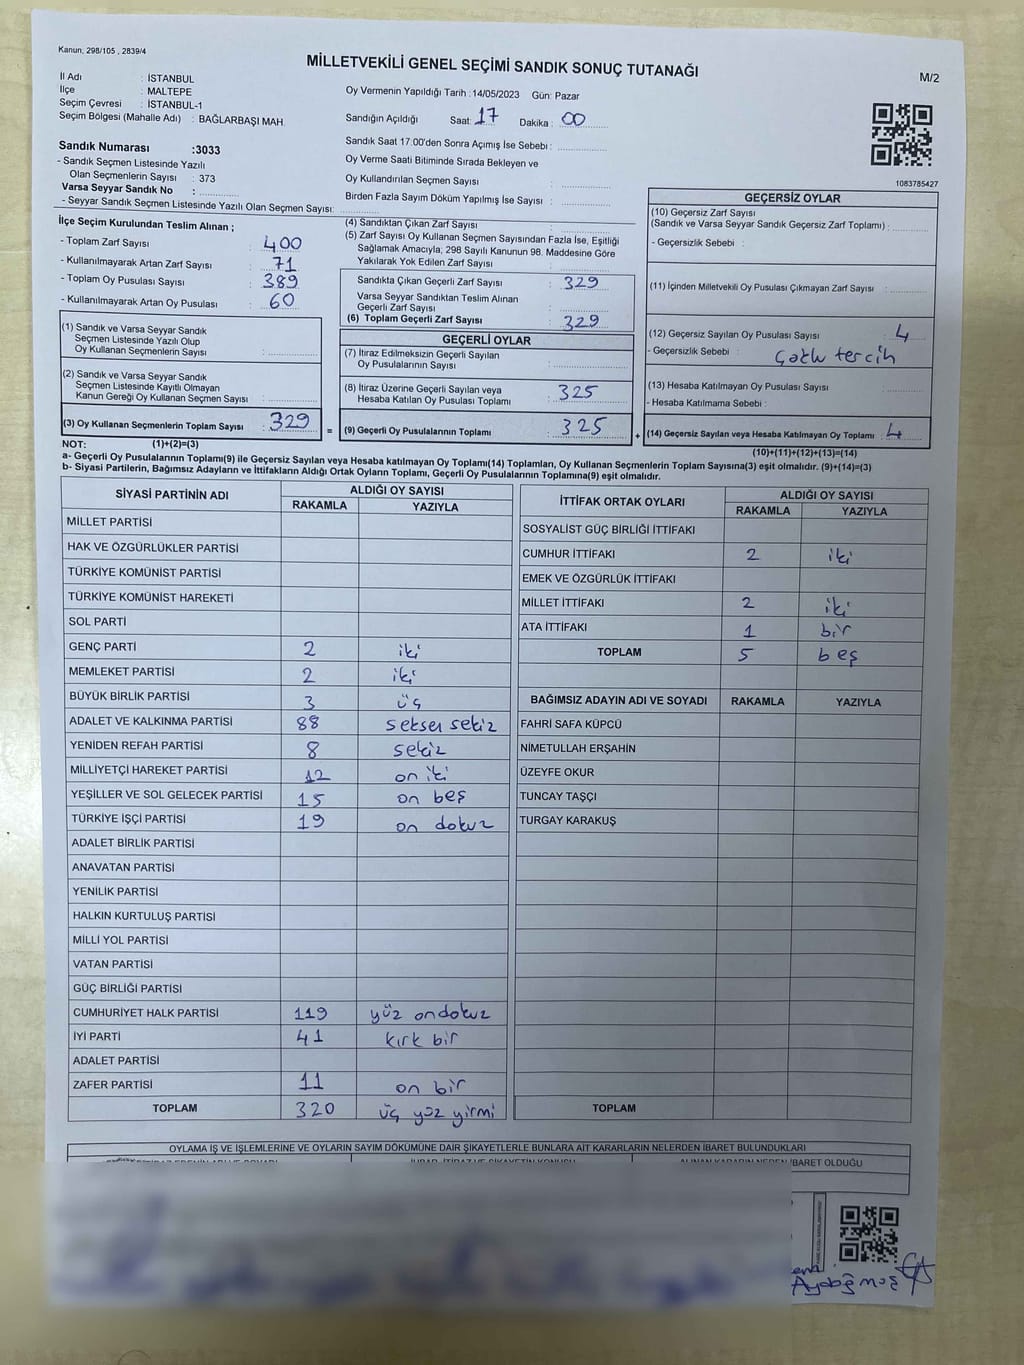 Kanun, 298/105 , 2839/4
MİLLETVEKİLİ GENEL SEÇİMİ SANDIK SONUÇ TUTANAĞI
M/2
İl Adı : İSTANBUL
İlçe : MALTEPE
Seçim Çevresi : İSTANBUL-1
Seçim Bölgesi (Mahalle Adı) : BAĞLARBAŞI MAH.
Oy Vermenin Yapıldığı Tarih :14/05/2023 Gün: Pazar
Sandığın Açıldığı Saat: 17 Dakika : 00
Sandık Saat 17.00'den Sonra Açımış İse Sebebi :
Oy Verme Saati Bitiminde Sırada Bekleyen ve
Oy Kullandırılan Seçmen Sayısı :
Birden Fazla Sayım Döküm Yapılmış İse Sayısı :
1083785427
Sandık Numarası :3033
- Sandık Seçmen Listesinde Yazılı
Olan Seçmenlerin Sayısı : 373
Varsa Seyyar Sandık No :
- Seyyar Sandık Seçmen Listesinde Yazılı Olan Seçmen Sayısı:
İlçe Seçim Kurulundan Teslim Alınan ;
- Toplam Zarf Sayısı : 400
- Kullanılmayarak Artan Zarf Sayısı : 71
- Toplam Oy Pusulası Sayısı : 389
- Kullanılmayarak Artan Oy Pusulası : 60
(1) Sandık ve Varsa Seyyar Sandık
Seçmen Listesinde Yazılı Olup
Oy Kullanan Seçmenlerin Sayısı :
(2) Sandık ve Varsa Seyyar Sandık
Seçmen Listesinde Kayıtlı Olmayan
Kanun Gereği Oy Kullanan Seçmen Sayısı :
(3) Oy Kullanan Seçmenlerin Toplam Sayısı : 329
(4) Sandıktan Çıkan Zarf Sayısı :
(5) Zarf Sayısı Oy Kullanan Seçmen Sayısından Fazla İse, Eşitliği
Sağlamak Amacıyla; 298 Sayılı Kanunun 98. Maddesine Göre
Yakılarak Yok Edilen Zarf Sayısı :
Sandıkta Çıkan Geçerli Zarf Sayısı : 329
Varsa Seyyar Sandıktan Teslim Alınan
Geçerli Zarf Sayısı :
(6) Toplam Geçerli Zarf Sayısı : 329
GEÇERLİ OYLAR
(7) İtiraz Edilmeksizin Geçerli Sayılan
Oy Pusulalarının Sayısı :
(8) İtiraz Üzerine Geçerli Sayılan veya
Hesaba Katılan Oy Pusulası Toplamı : 325
= (9) Geçerli Oy Pusulalarının Toplamı : 325
GEÇERSİZ OYLAR
(10) Geçersiz Zarf Sayısı
(Sandık ve Varsa Seyyar Sandık Geçersiz Zarf Toplamı) :
- Geçersizlik Sebebi :
(11) İçinden Milletvekili Oy Pusulası Çıkmayan Zarf Sayısı :
(12) Geçersiz Sayılan Oy Pusulası Sayısı : 4
- Geçersizlik Sebebi : çoklu tercih
(13) Hesaba Katılmayan Oy Pusulası Sayısı :
- Hesaba Katılmama Sebebi :
+ (14) Geçersiz Sayılan veya Hesaba Katılmayan Oy Toplamı : 4
NOT: (1)+(2)=(3)
(10)+(11)+(12)+(13)=(14)
a- Geçerli Oy Pusulalarının Toplamı(9) ile Geçersiz Sayılan veya Hesaba katılmayan Oy Toplamı(14) Toplamları, Oy Kullanan Seçmenlerin Toplam Sayısına(3) eşit olmalıdır. (9)+(14)=(3)
b- Siyasi Partilerin, Bağımsız Adayların ve İttifakların Aldığı Ortak Oyların Toplamı, Geçerli Oy Pusulalarının Toplamına(9) eşit olmalıdır.
SİYASİ PARTİNİN ADI ALDIĞI OY SAYISI
RAKAMLA YAZIYLA
MİLLET PARTİSİ
HAK VE ÖZGÜRLÜKLER PARTİSİ
TÜRKİYE KOMÜNİST PARTİSİ
TÜRKİYE KOMÜNİST HAREKETİ
SOL PARTİ
GENÇ PARTİ 2 iki
MEMLEKET PARTİSİ 2 iki
BÜYÜK BİRLİK PARTİSİ 3 üç
ADALET VE KALKINMA PARTİSİ 88 seksen sekiz
YENİDEN REFAH PARTİSİ 8 sekiz
MİLLİYETÇİ HAREKET PARTİSİ 12 on iki
YEŞİLLER VE SOL GELECEK PARTİSİ 15 on beş
TÜRKİYE İŞÇİ PARTİSİ 19 on dokuz
ADALET BİRLİK PARTİSİ
ANAVATAN PARTİSİ
YENİLİK PARTİSİ
HALKIN KURTULUŞ PARTİSİ
MİLLİ YOL PARTİSİ
VATAN PARTİSİ
GÜÇ BİRLİĞİ PARTİSİ
CUMHURİYET HALK PARTİSİ 119 yüz ondokuz
İYİ PARTİ 41 kırk bir
ADALET PARTİSİ
ZAFER PARTİSİ 11 on bir
TOPLAM 320 üç yüz yirmi
İTTİFAK ORTAK OYLARI ALDIĞI OY SAYISI
RAKAMLA YAZIYLA
SOSYALİST GÜÇ BİRLİĞİ İTTİFAKI
CUMHUR İTTİFAKI 2 iki
EMEK VE ÖZGÜRLÜK İTTİFAKI
MİLLET İTTİFAKI 2 iki
ATA İTTİFAKI 1 bir
TOPLAM 5 beş
BAĞIMSIZ ADAYIN ADI VE SOYADI RAKAMLA YAZIYLA
FAHRİ SAFA KÜPCÜ
NİMETULLAH ERŞAHİN
ÜZEYFE OKUR
TUNCAY TAŞÇI
TURGAY KARAKUŞ
TOPLAM
OYLAMA İŞ VE İŞLEMLERİNE VE OYLARIN SAYIM DÖKÜMÜNE DAİR ŞİKAYETLERLE BUNLARA AİT KARARLARIN NELERDEN İBARET BULUNDUKLARI
İBARET OLDUĞU